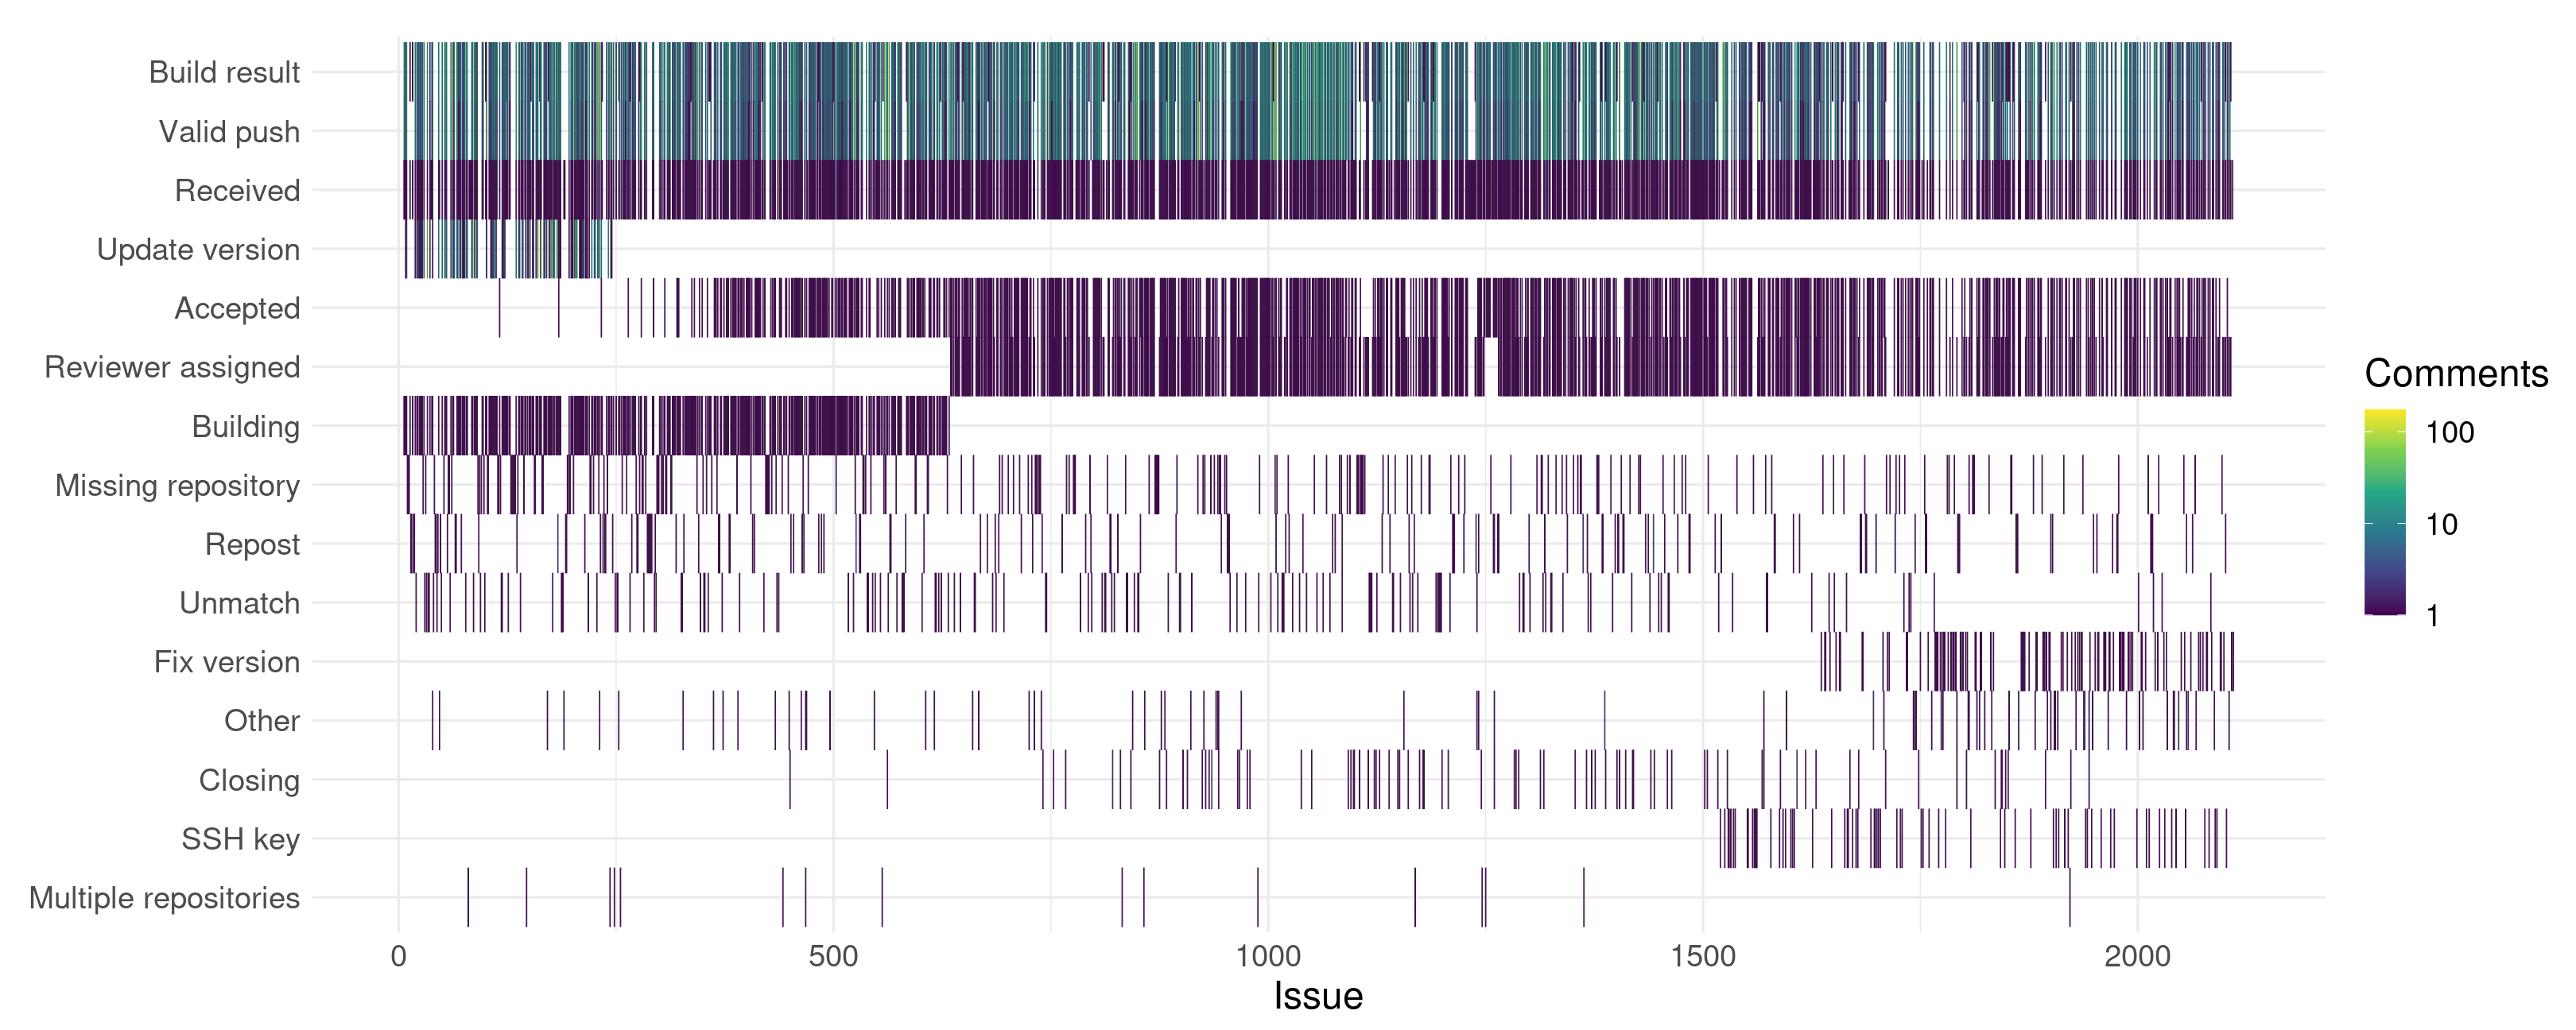 Build result
Valid push
Received
Update version
Accepted
Reviewer assigned
Building
Missing repository
Repost
Unmatch
Fix version
Other
Closing
SSH key
Multiple repositories
0 500 1000 1500 2000
Issue
Comments
100
10
1